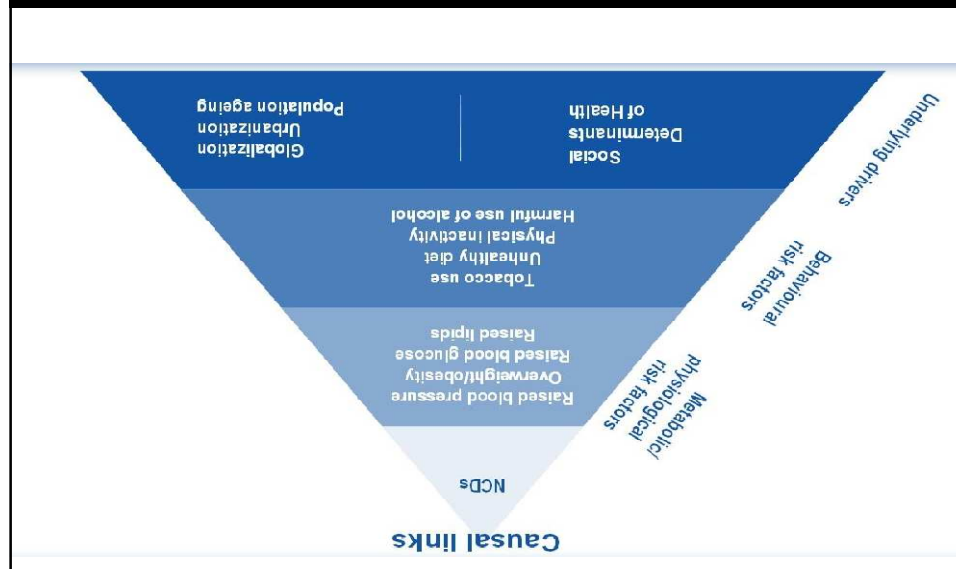 Causal links
NCDs
Metabolic/
physiological
risk factors
Raised blood pressure
Overweight/obesity
Raised blood glucose
Raised lipids
Behavioural
risk factors
Tobacco use
Unhealthy diet
Physical inactivity
Harmful use of alcohol
Underlying drivers
Social
Determinants
of Health
Globalization
Urbanization
Population ageing